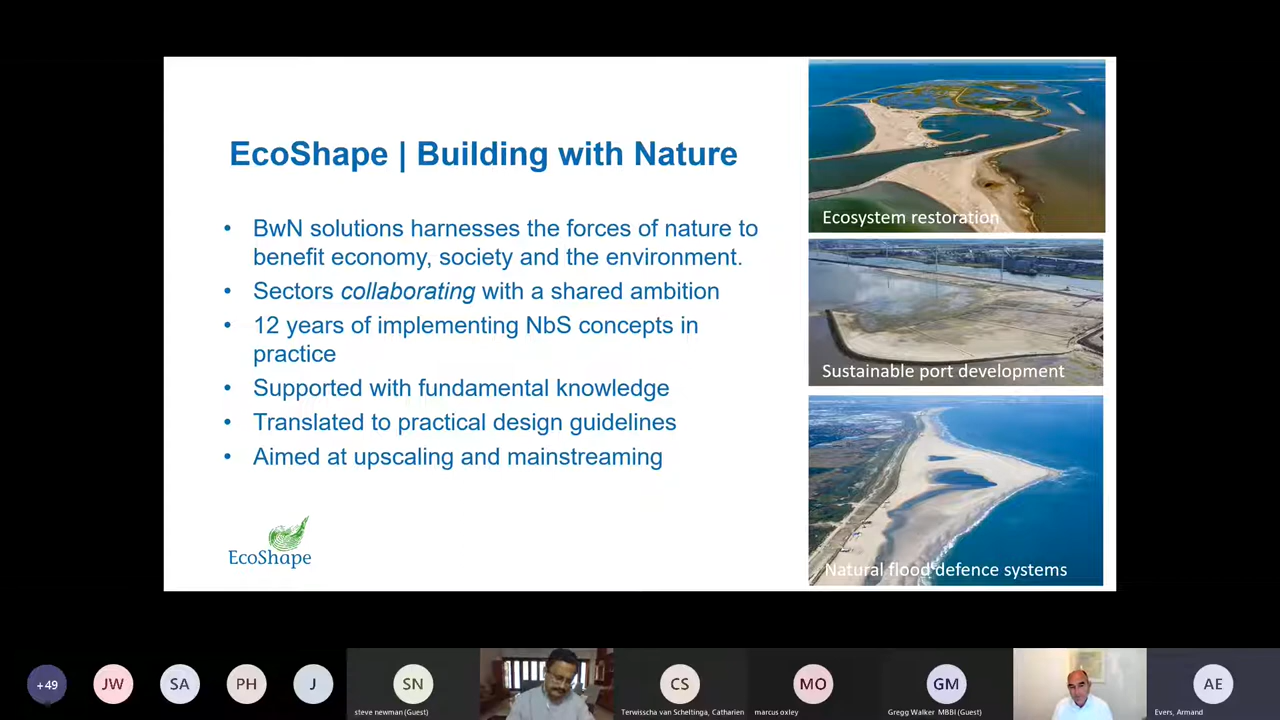 EcoShape | Building with Nature
• BwN solutions harnesses the forces of nature to
benefit economy, society and the environment.
• Sectors collaborating with a shared ambition
• 12 years of implementing NbS concepts in
practice
• Supported with fundamental knowledge
• Translated to practical design guidelines
• Aimed at upscaling and mainstreaming
EcoShape
Ecosystem restoration
Sustainable port development
Natural flood defence systems
+49
JW
SA
PH
J
SN
steve newman (Guest)
CS
Terwisscha van Scheltinga, Catharien
MO
marcus oxley
GM
Gregg Walker MBBI (Guest)
AE
Evers, Armand